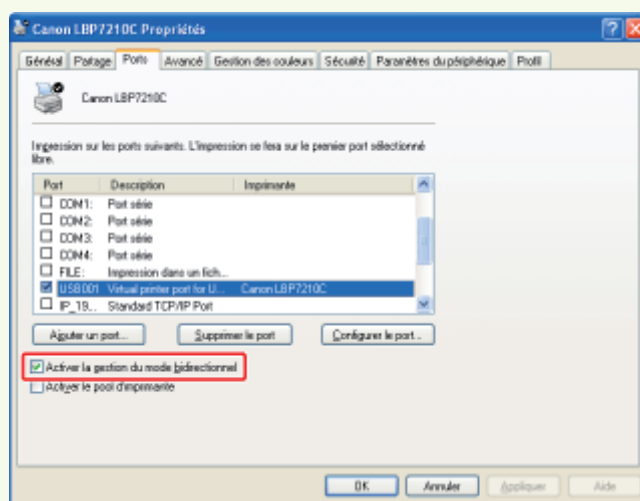 Canon LBP7210C Propriétés
Général Partage Ports Avancé Gestion des couleurs Sécurité Paramètres du périphérique Profil
Canon LBP7210C
Impression sur les ports suivants. L'impression se fera sur le premier port sélectionné
libre.
Port Description Imprimante
COM1: Port série
COM2: Port série
COM3: Port série
COM4: Port série
FILE: Impression dans un fich...
USB001 Virtual printer port for U... Canon LBP7210C
IP_19... Standard TCP/IP Port
Ajouter un port... Supprimer le port Configurer le port...
Activer la gestion du mode bidirectionnel
Activer le pool d'imprimante
OK Annuler Appliquer Aide